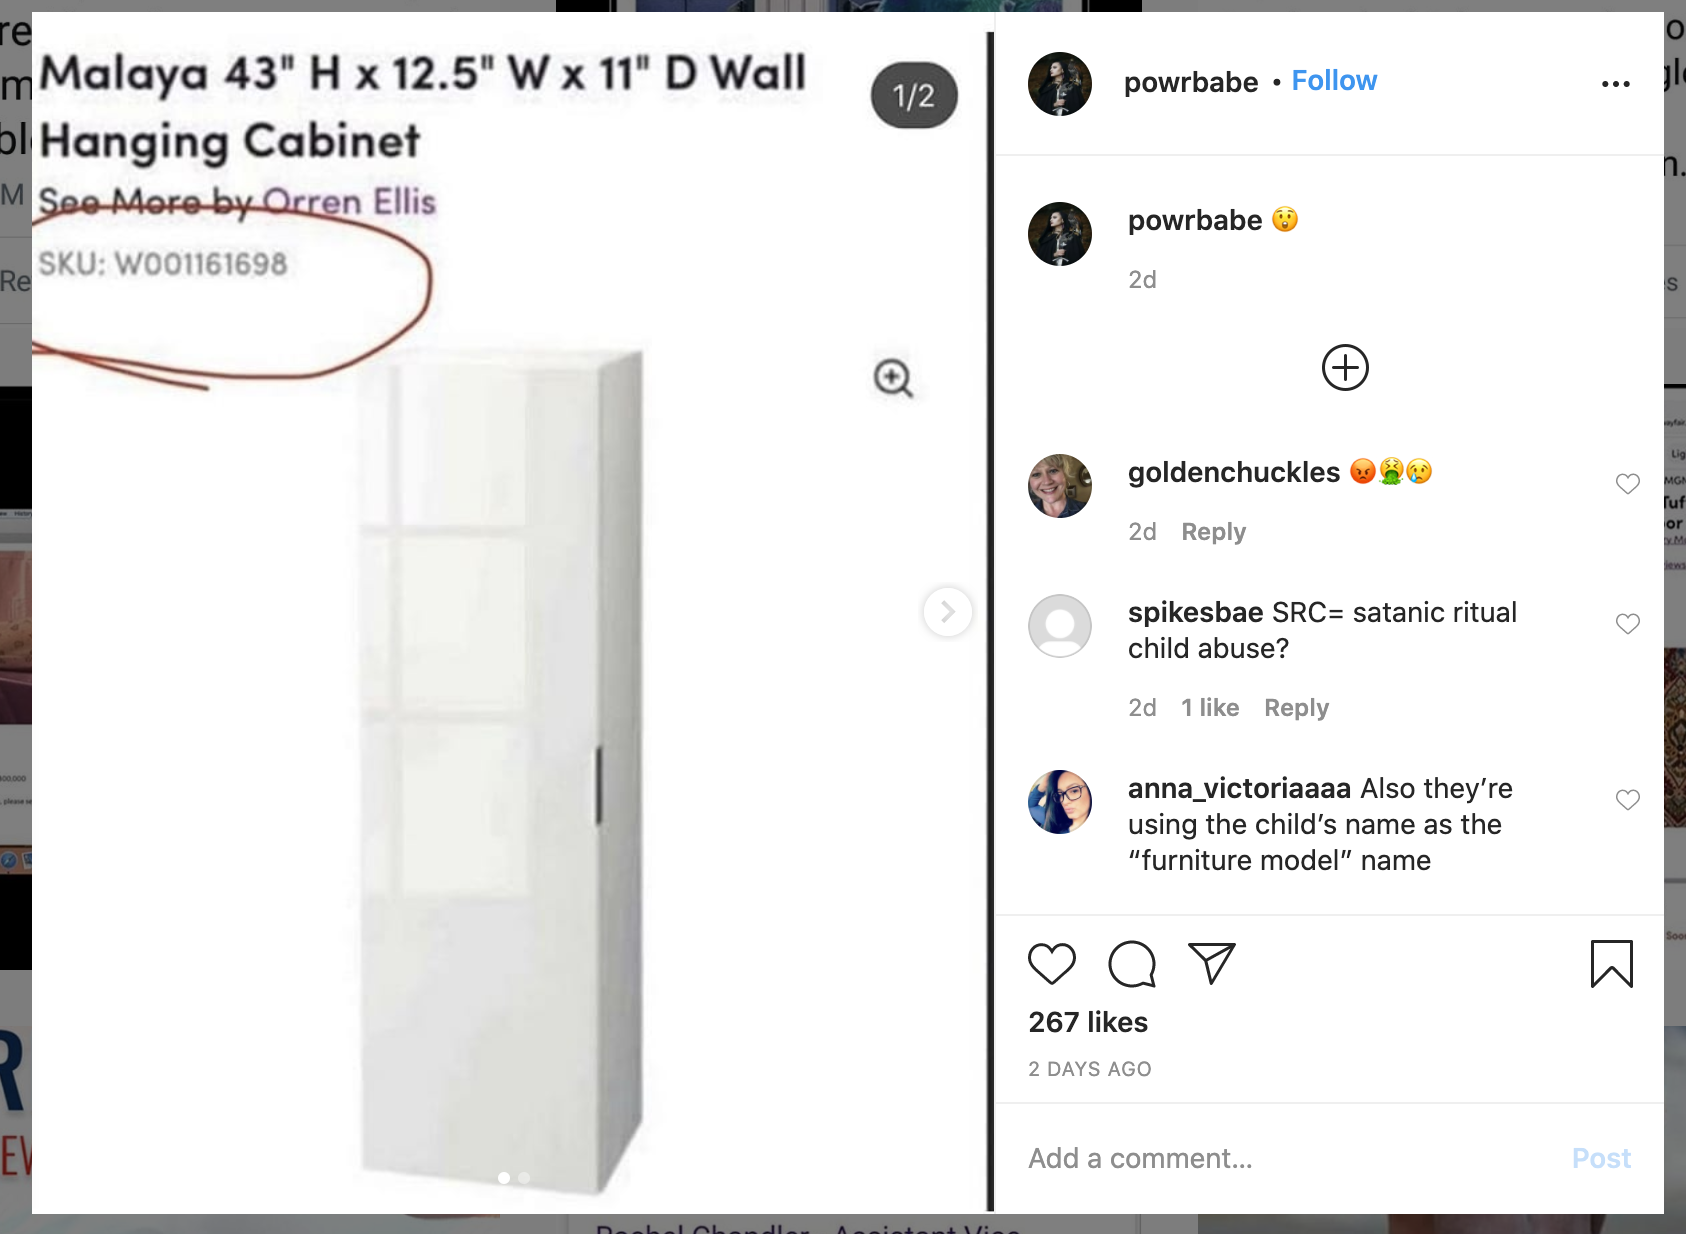 Malaya 43" H x 12.5" W x 11" D Wall
Hanging Cabinet
1/2
See More by Orren Ellis
SKU: W001161698
powrbabe • Follow
powrbabe 😲
2d
goldenchuckles 😡🤮😢
2d Reply
spikesbae SRC= satanic ritual
child abuse?
2d 1 like Reply
anna_victoriaaaa Also they’re
using the child’s name as the
“furniture model” name
267 likes
2 DAYS AGO
Add a comment...
Post